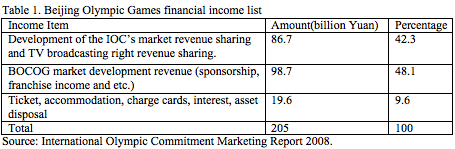 Table 1. Beijing Olympic Games financial income list
Income Item Amount(billion Yuan) Percentage
Development of the IOC's market revenue sharing 86.7 42.3
and TV broadcasting right revenue sharing.
BOCOG market development revenue (sponsorship, 98.7 48.1
franchise income and etc.)
Ticket, accommodation, charge cards, interest, asset 19.6 9.6
disposal
Total 205 100
Source: International Olympic Commitment Marketing Report 2008.